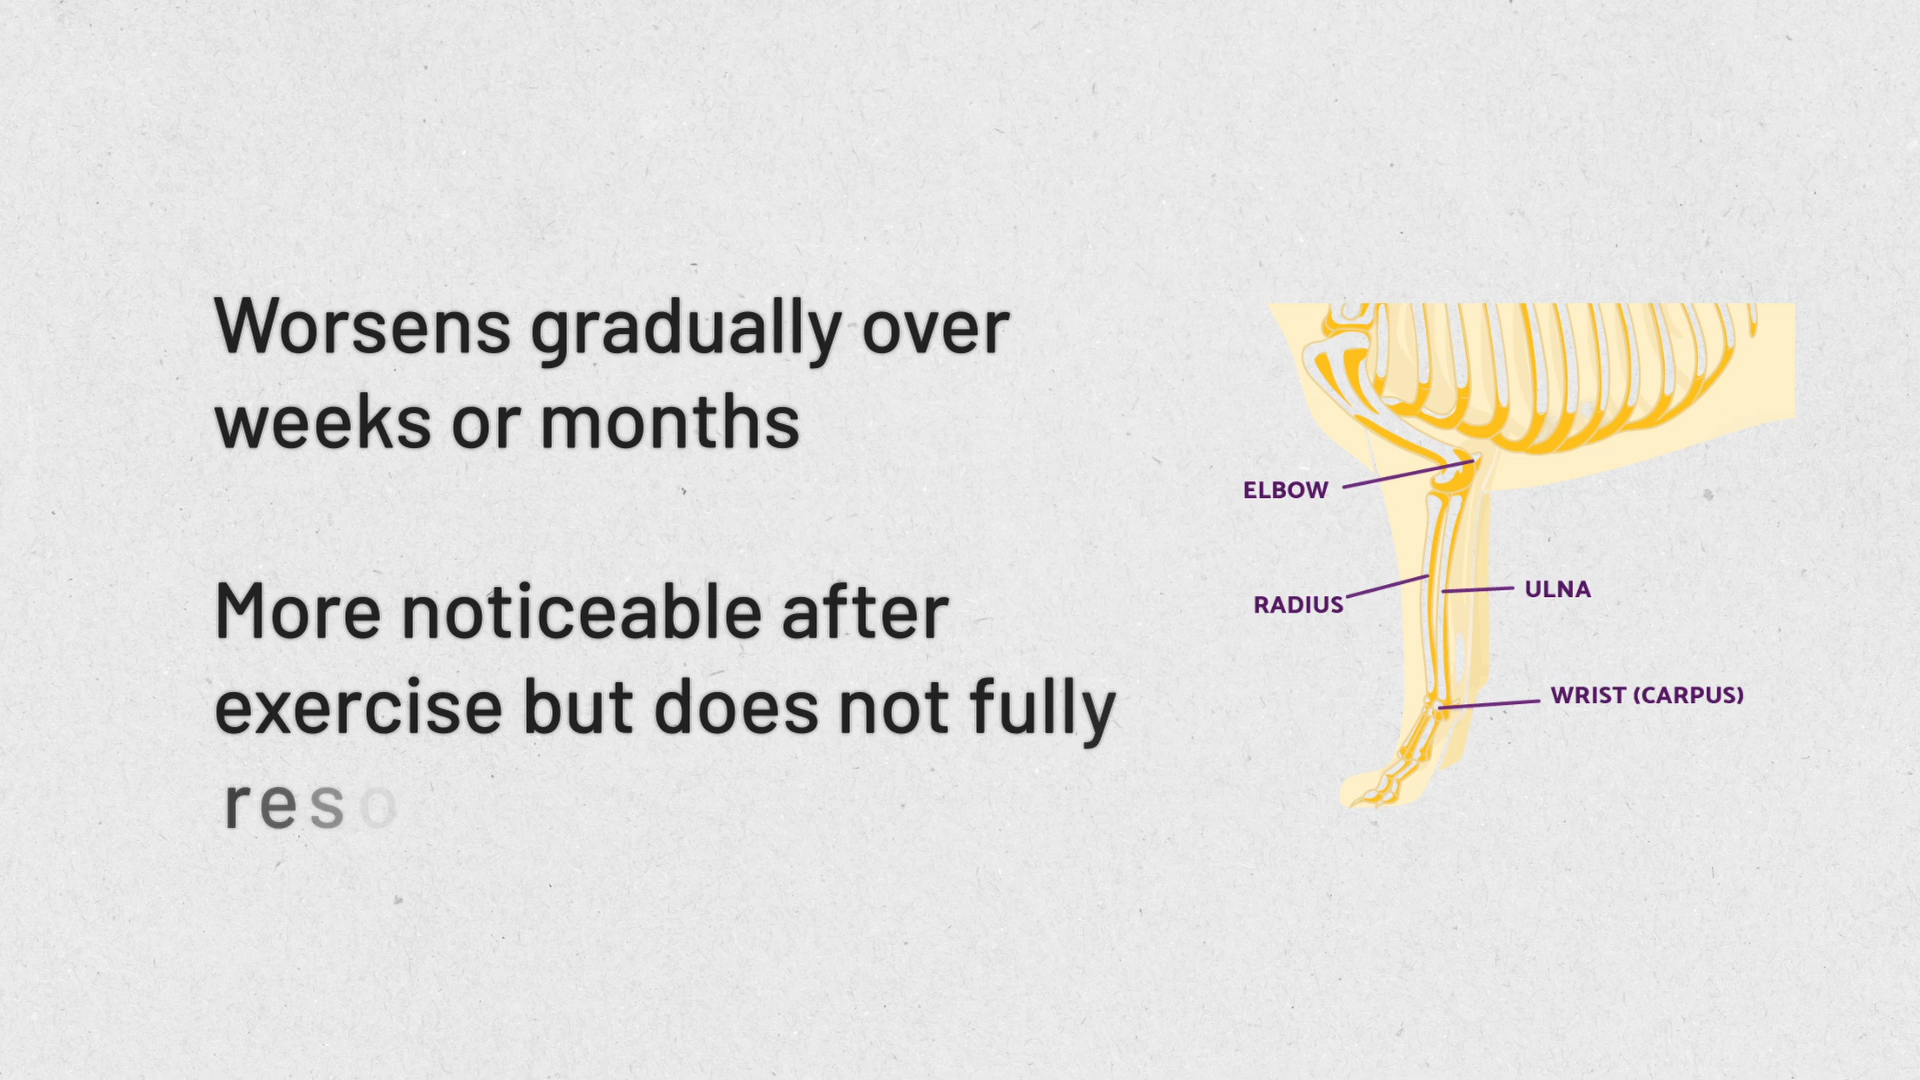 Worsens gradually over
weeks or months
More noticeable after
exercise but does not fully
reso
ELBOW
RADIUS
ULNA
WRIST (CARPUS)